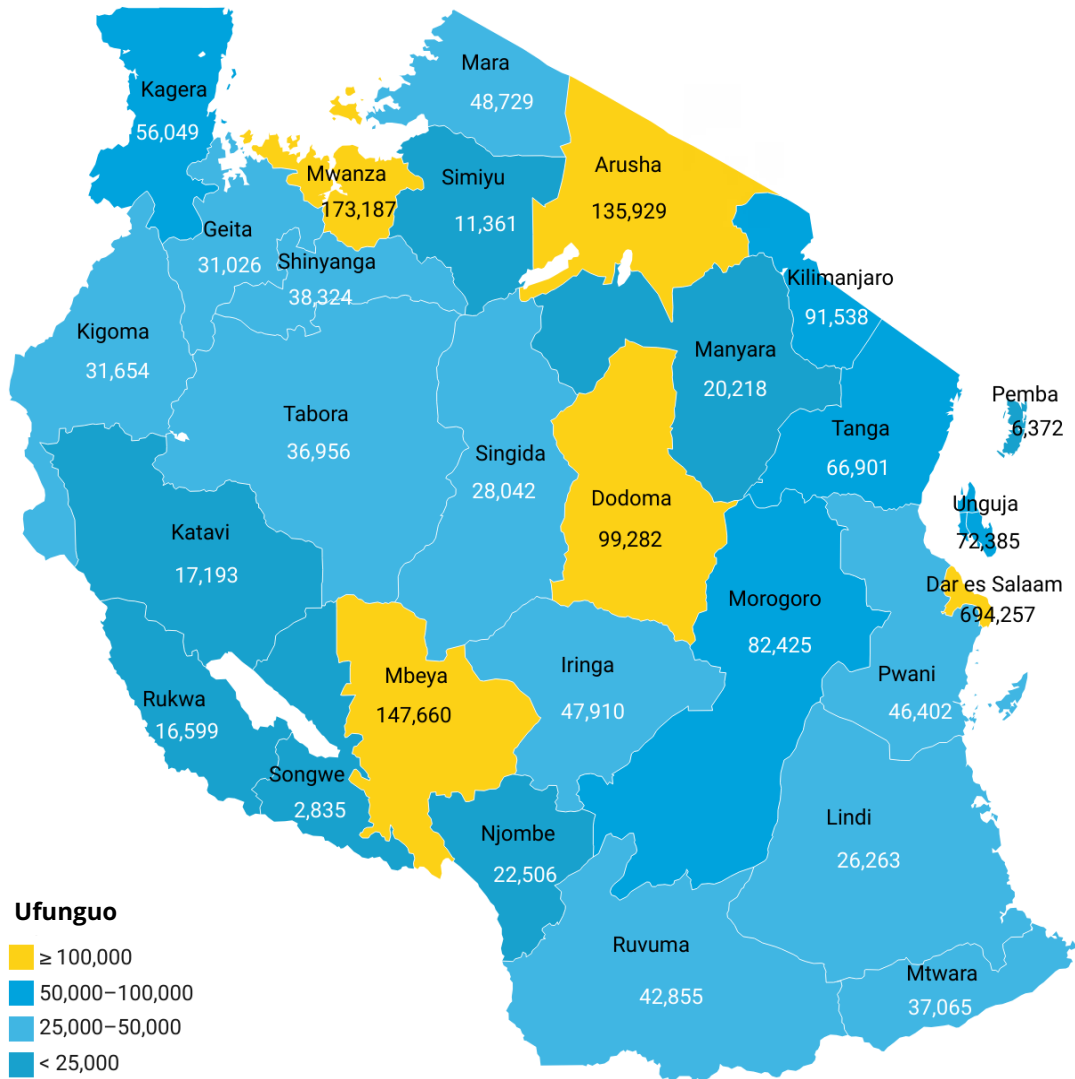 Mara
48,729
Kagera
56,049
Arusha
135,929
Mwanza
173,187
Simiyu
11,361
Geita
31,026
Shinyanga
38,324
Kilimanjaro
91,538
Kigoma
31,654
Manyara
20,218
Pemba
6,372
Tabora
36,956
Tanga
66,901
Singida
28,042
Dodoma
99,282
Unguja
72,385
Katavi
17,193
Dar es Salaam
694,257
Morogoro
82,425
Iringa
47,910
Mbeya
147,660
Pwani
46,402
Rukwa
16,599
Songwe
2,835
Lindi
26,263
Njombe
22,506
Ruvuma
42,855
Mtwara
37,065
Ufunguo
≥ 100,000
50,000–100,000
25,000–50,000
< 25,000